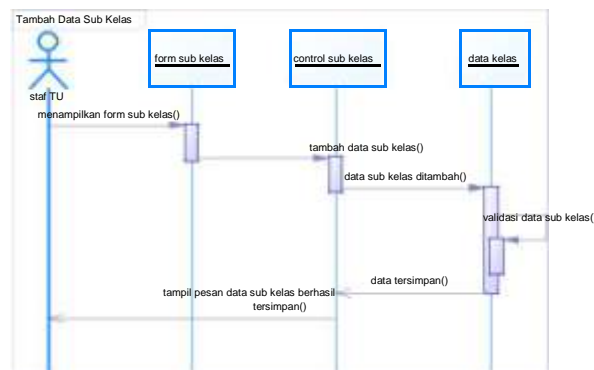 Tambah Data Sub Kelas
form sub kelas
control sub kelas
data kelas
staf TU
menampilkan form sub kelas()
tambah data sub kelas()
data sub kelas ditambah()
validasi data sub kelas(
data tersimpan()
tampil pesan data sub kelas berhasil
tersimpan()